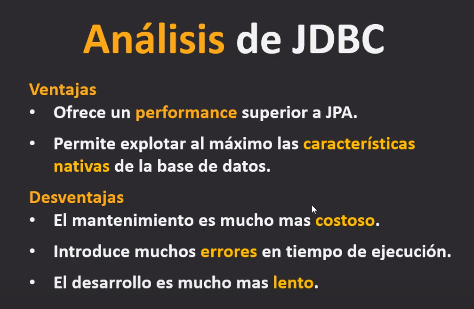 Análisis de JDBC
Ventajas
• Ofrece un performance superior a JPA.
• Permite explotar al máximo las características
nativas de la base de datos.
Desventajas
• El mantenimiento es mucho mas costoso.
• Introduce muchos errores en tiempo de ejecución.
• El desarrollo es mucho mas lento.